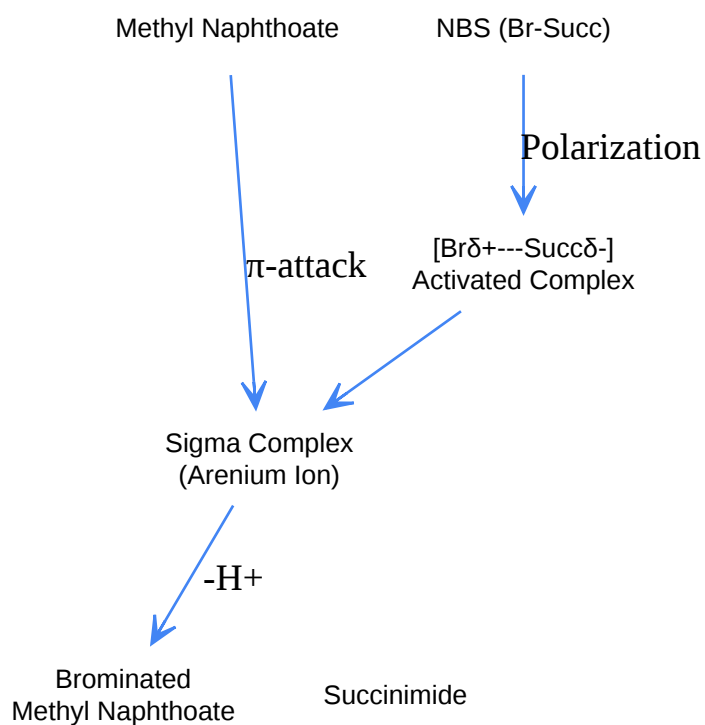 Methyl Naphthoate
NBS (Br-Succ)
Polarization
[Brδ+---Succδ-]
Activated Complex
π-attack
Sigma Complex
(Arenium Ion)
-H+
Brominated
Methyl Naphthoate
Succinimide